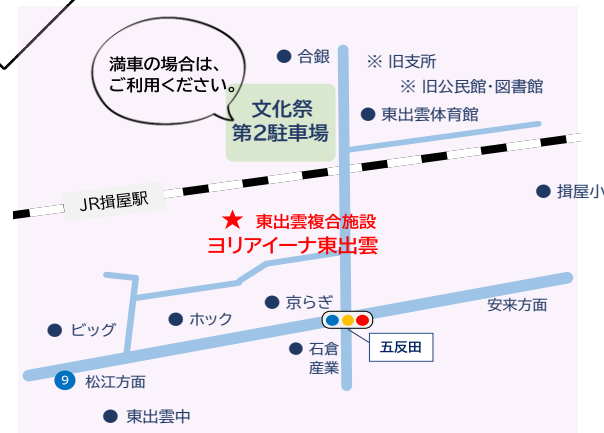 満車の場合は、
ご利用ください。
合銀
※ 旧支所
※ 旧公民館・図書館
文化祭
第2駐車場
東出雲体育館
JR揖屋駅
揖屋小
★ 東出雲複合施設
ヨリアイーナ東出雲
京らぎ
安来方面
ホック
ビッグ
五反田
石倉
産業
9 松江方面
東出雲中